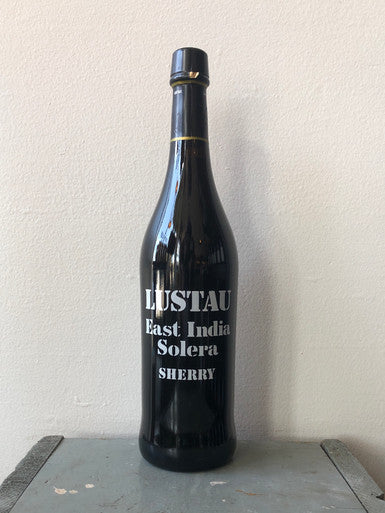 LUSTAU
East India
Solera
SHERRY